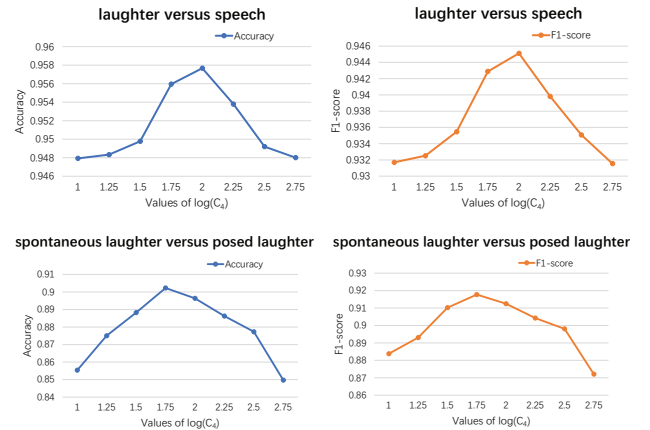 laughter versus speech
Accuracy
0.96
0.958
0.956
0.954
0.952
0.95
0.948
0.946
Accuracy
1 1.25 1.5 1.75 2 2.25 2.5 2.75
Values of log(C4)
laughter versus speech
F1-score
0.946
0.944
0.942
0.94
0.938
0.936
0.934
0.932
0.93
F1-score
1 1.25 1.5 1.75 2 2.25 2.5 2.75
Values of log(C4)
spontaneous laughter versus posed laughter
Accuracy
0.91
0.9
0.89
0.88
0.87
0.86
0.85
0.84
Accuracy
1 1.25 1.5 1.75 2 2.25 2.5 2.75
Values of log(C4)
spontaneous laughter versus posed laughter
F1-score
0.93
0.92
0.91
0.9
0.89
0.88
0.87
0.86
F1-score
1 1.25 1.5 1.75 2 2.25 2.5 2.75
Values of log(C4)